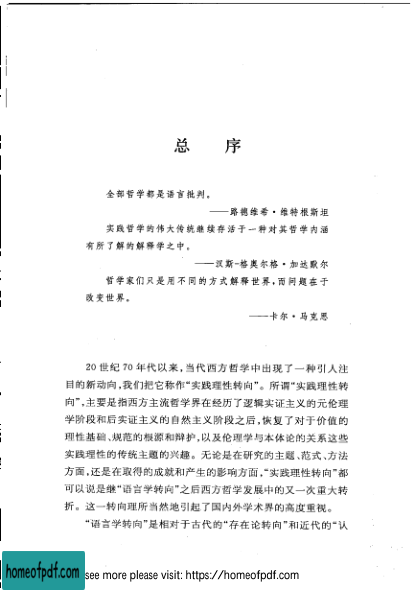 总 序
全部哲学都是语言批判。
——路德维希·维特根斯坦
实践哲学的伟大传统继续存活于一种对其哲学内涵
有所了解的解释学之中。
——汉斯-格奥尔格·加达默尔
哲学家们只是用不同的方式解释世界,而问题在于
改变世界。
——卡尔·马克思
20 世纪 70 年代以来,当代西方哲学中出现了一种引人注
目的新动向,我们把它称作“实践理性转向”。所谓“实践理性转
向”,主要是指西方主流哲学界在经历了逻辑实证主义的元伦理
学阶段和后实证主义的自然主义阶段之后,恢复了对于价值的
理性基础、规范的根源和辩护,以及伦理学与本体论的关系这些
实践理性的传统主题的兴趣。无论是在研究的主题、范式、方法
方面,还是在取得的成就和产生的影响方面,“实践理性转向”都
可以说是继“语言学转向”之后西方哲学发展中的又一次重大转
折。这一转向理所当然地引起了国内外学术界的高度重视。
“语言学转向”是相对于古代的“存在论转向”和近代的“认
homeofpdf.com
see more please visit: https://homeofpdf.com